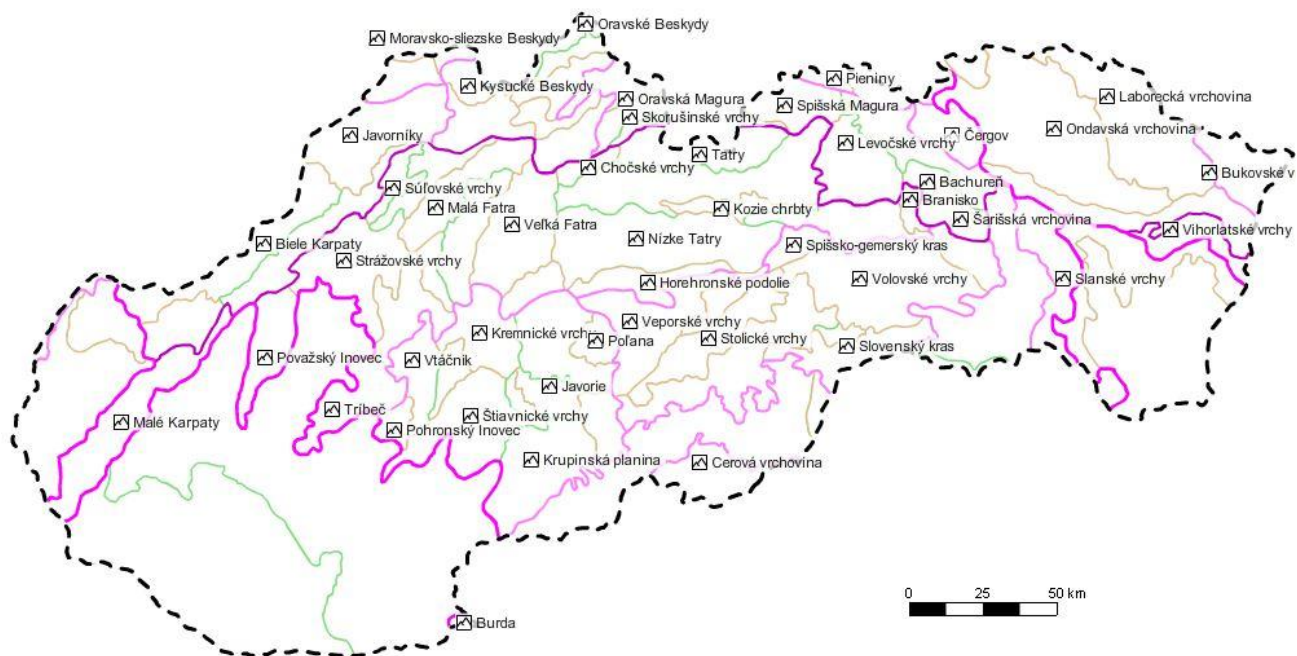 Oravské Beskydy
Moravsko-sliezske Beskydy
Pieniny
Kysucké Beskydy
Oravská Magura
Laborecká vrchovina
Spišská Magura
Skorušinské vrchy
Ondavská vrchovina
Javorníky
Čergov
Levočské vrchy
Tatry
Chočské vrchy
Bukovské v
Bachureň
Súľovské vrchy
Branisko
Malá Fatra
Kozie chrbty
Šarišská vrchovina
Veľká Fatra
Vihorlatské vrchy
Nízke Tatry
Biele Karpaty
Spišsko-gemerský kras
Strážovské vrchy
Volovské vrchy
Slanské vrchy
Horehronské podolie
Veporské vrchy
Kremnické vrchy
Stolické vrchy
Poľana
Slovenský kras
Považský Inovec
Vtáčnik
Javorie
Tríbeč
Štiavnické vrchy
Malé Karpaty
Pohronský Inovec
Krupinská planina
Cerová vrchovina
0 25 50 km
Burda